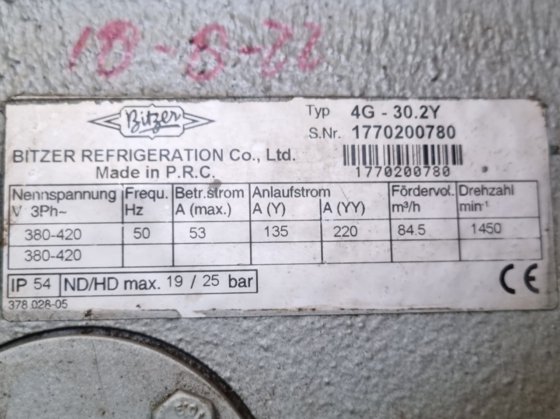 18-8-22
Bitzer
Typ 4G - 30.2Y
S.Nr. 1770200780
1770200780
BITZER REFRIGERATION Co., Ltd.
Made in P.R.C.
Nennspannung Frequ. Betr.strom Anlaufstrom Fördervol. Drehzahl
V 3Ph~ Hz A (max.) A (Y) A (YY) m³/h min⁻¹
380-420 50 53 135 220 84.5 1450
380-420
IP 54 ND/HD max. 19 / 25 bar CE
378 028-05